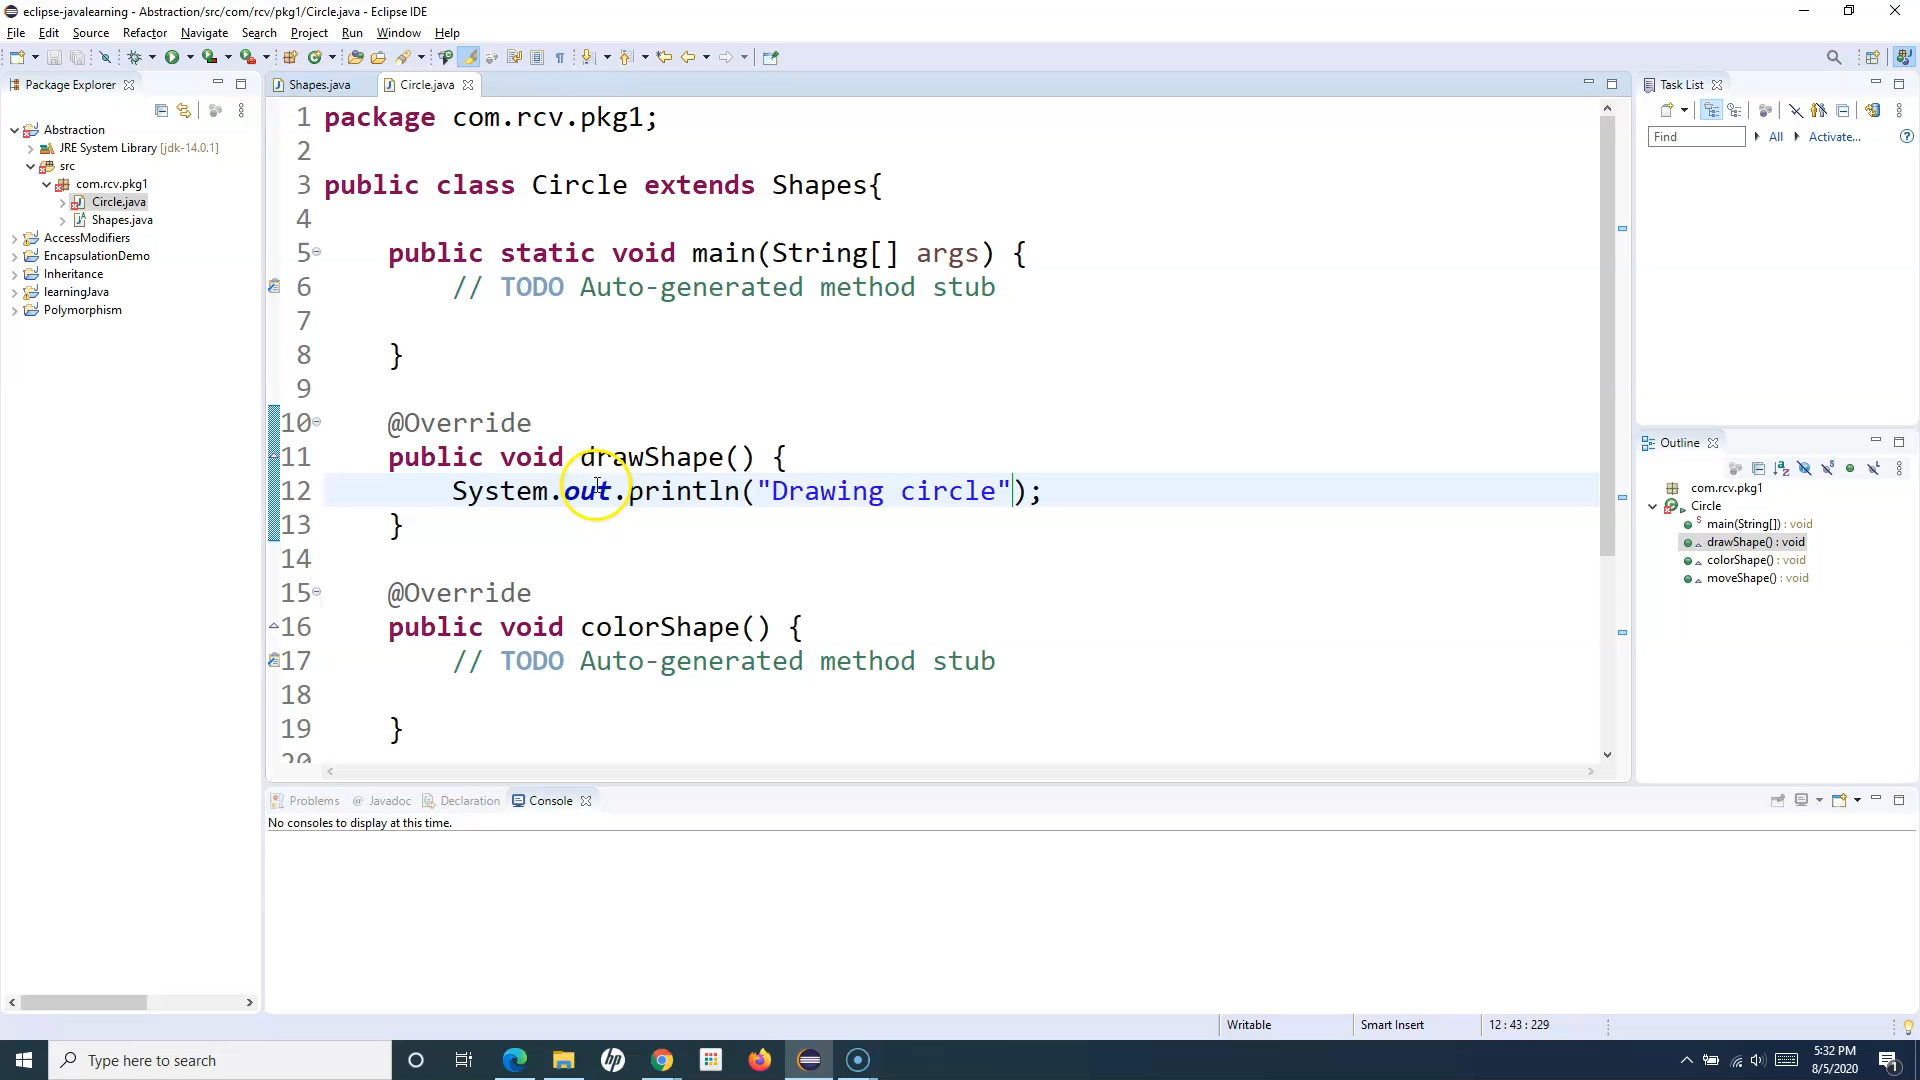 eclipse-javalearning - Abstraction/src/com/rcv/pkg1/Circle.java - Eclipse IDE
File Edit Source Refactor Navigate Search Project Run Window Help
Package Explorer
Abstraction
JRE System Library [jdk-14.0.1]
src
com.rcv.pkg1
Circle.java
Shapes.java
AccessModifiers
EncapsulationDemo
Inheritance
learningJava
Polymorphism
Shapes.java Circle.java
1 package com.rcv.pkg1;
2
3 public class Circle extends Shapes{
4
5 public static void main(String[] args) {
6 // TODO Auto-generated method stub
7
8 }
9
10 @Override
11 public void drawShape() {
12 System.out.println("Drawing circle");
13 }
14
15 @Override
16 public void colorShape() {
17 // TODO Auto-generated method stub
18
19 }
20
Task List
Find All Activate...
Outline
com.rcv.pkg1
Circle
main(String[]) : void
drawShape() : void
colorShape() : void
moveShape() : void
Problems Javadoc Declaration Console
No consoles to display at this time.
Writable Smart Insert 12 : 43 : 229
Type here to search
hp
5:32 PM
8/5/2020
1